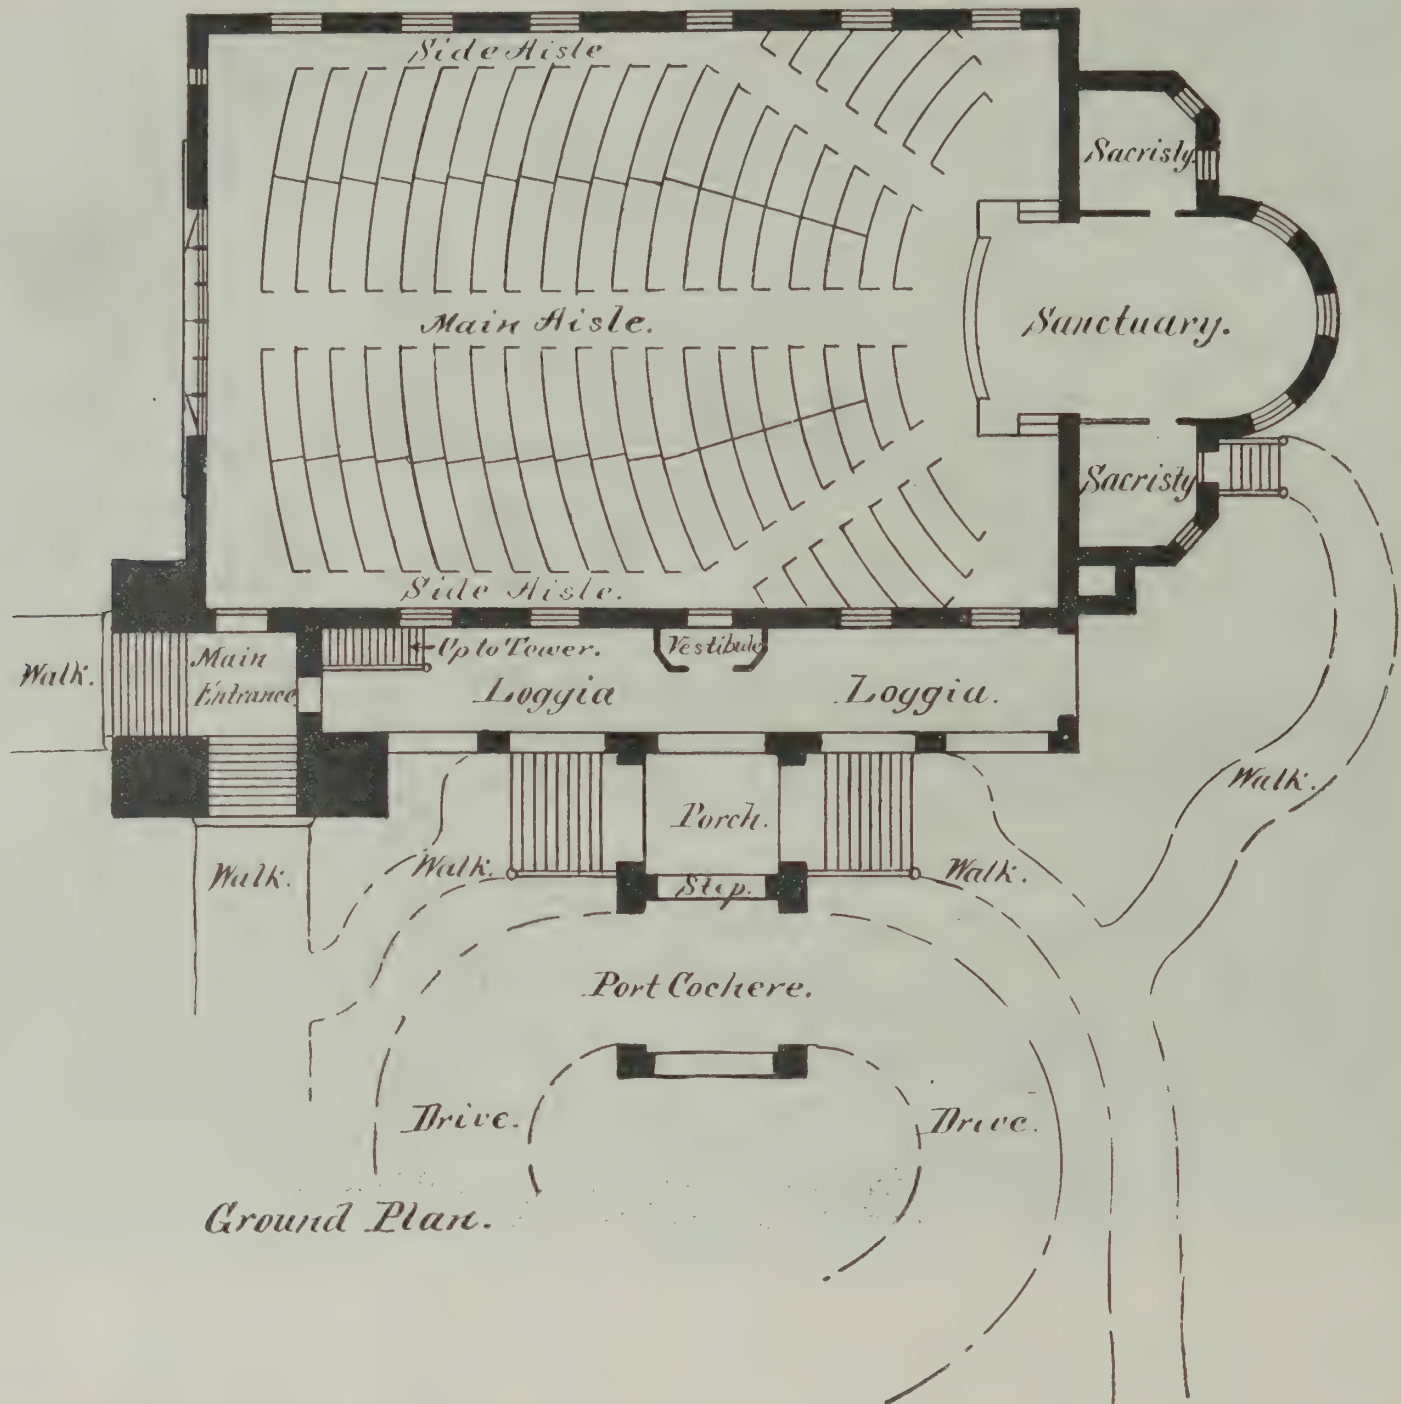 Side Aisle
Sacristy.
Main Aisle.
Sanctuary.
Sacristy
Side Aisle.
Walk.
Main
Entrance
Up to Tower.
Vestibule
Loggia
Loggia.
Walk.
Porch.
Walk.
Walk.
Walk.
Step.
Port Cochere.
Drive.
Drive.
Ground Plan.